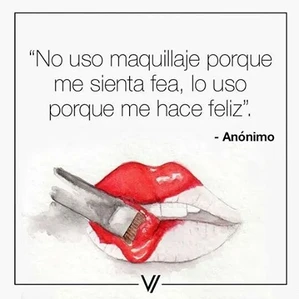 “No uso maquillaje porque
me sienta fea, lo uso
porque me hace feliz”.
- Anónimo